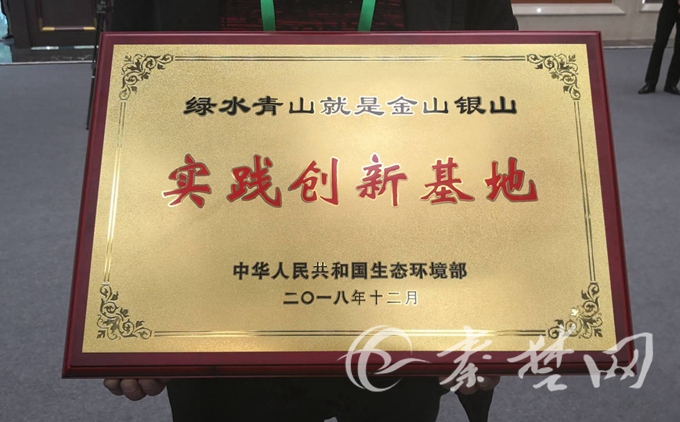 绿水青山就是金山银山
实践创新基地
中华人民共和国生态环境部
二〇一八年十二月
秦楚网